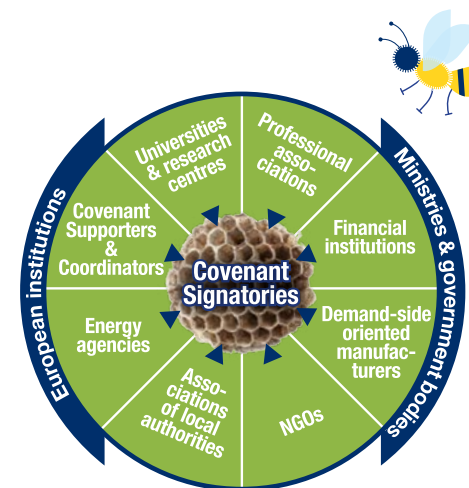 Universities
& research
centres
Professional
asso-
ciations
European institutions
Ministries & government bodies
Covenant
Supporters
&
Coordinators
Financial
institutions
Covenant
Signatories
Energy
agencies
Demand-side
oriented
manufac-
turers
Asso-
ciations
of local
authorities
NGOs